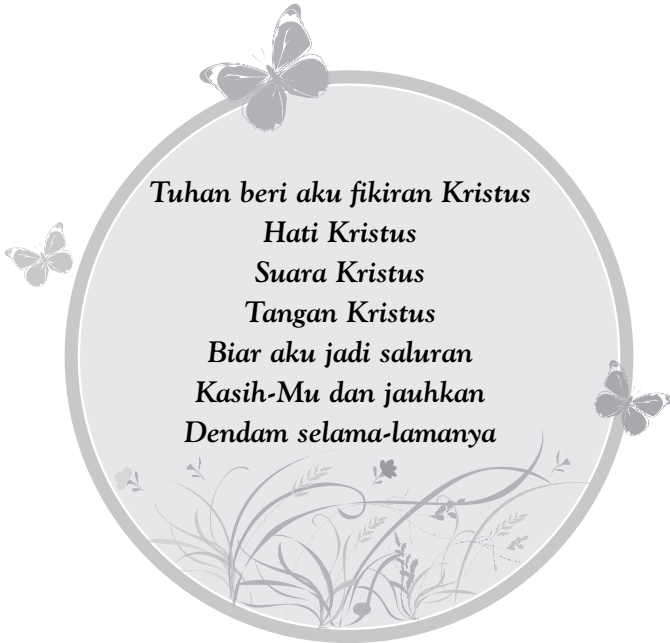 Tuhan beri aku fikiran Kristus
Hati Kristus
Suara Kristus
Tangan Kristus
Biar aku jadi saluran
Kasih-Mu dan jauhkan
Dendam selama-lamanya